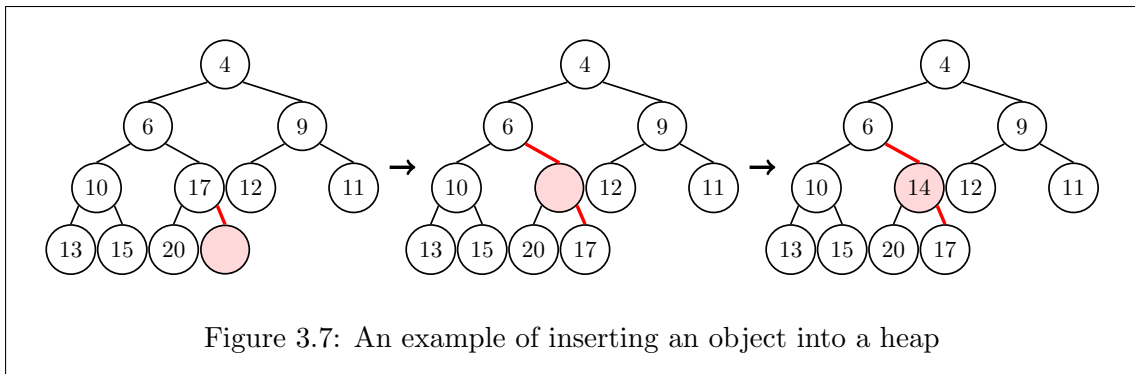 4 4 4
6 9 6 9 6 9
10 17 12 11 → 10 12 11 → 10 14 12 11
13 15 20 13 15 20 17 13 15 20 17
Figure 3.7: An example of inserting an object into a heap